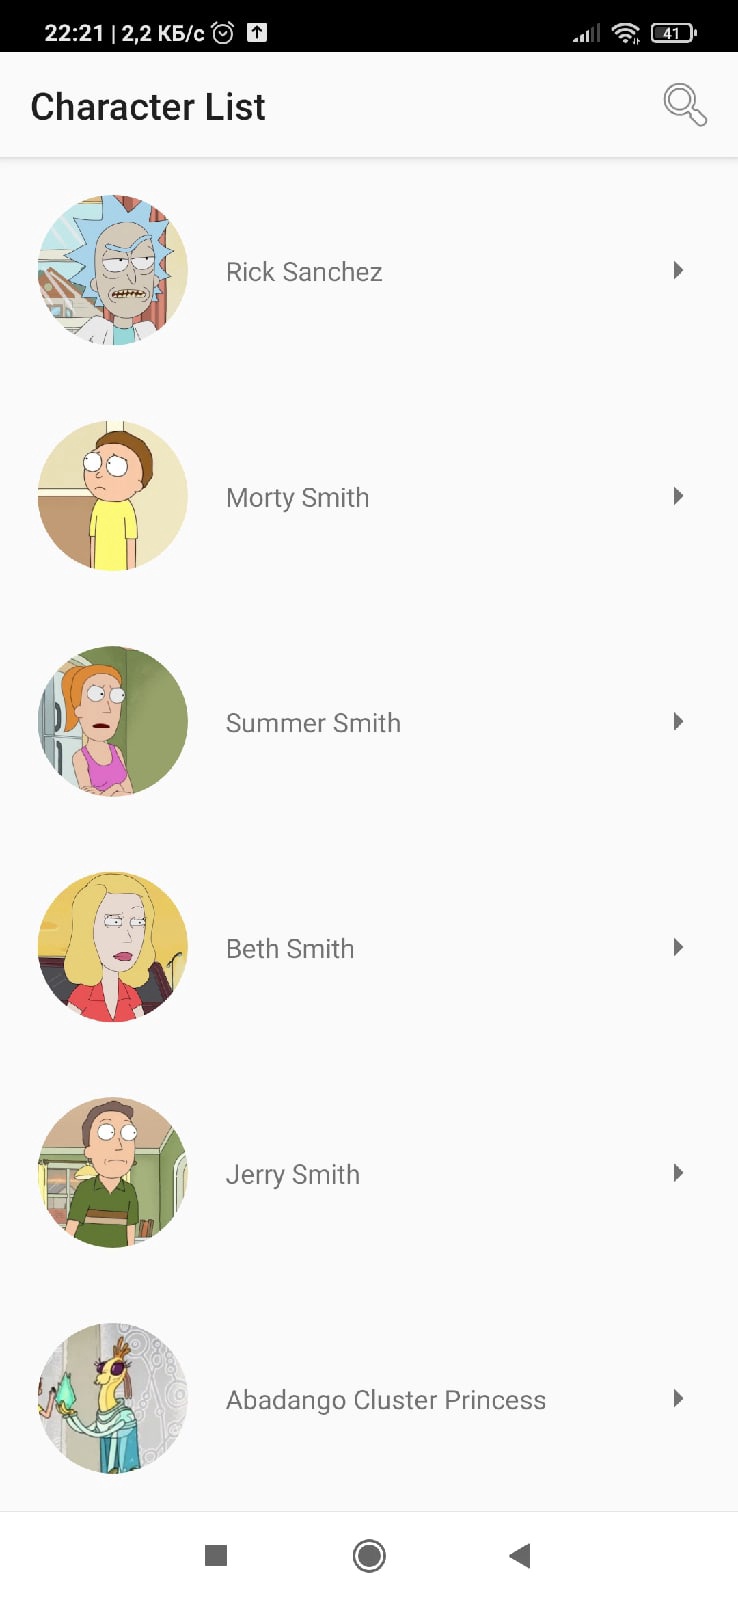 22:21 | 2,2 КБ/с
41
Character List
Rick Sanchez
Morty Smith
Summer Smith
Beth Smith
Jerry Smith
Abadango Cluster Princess